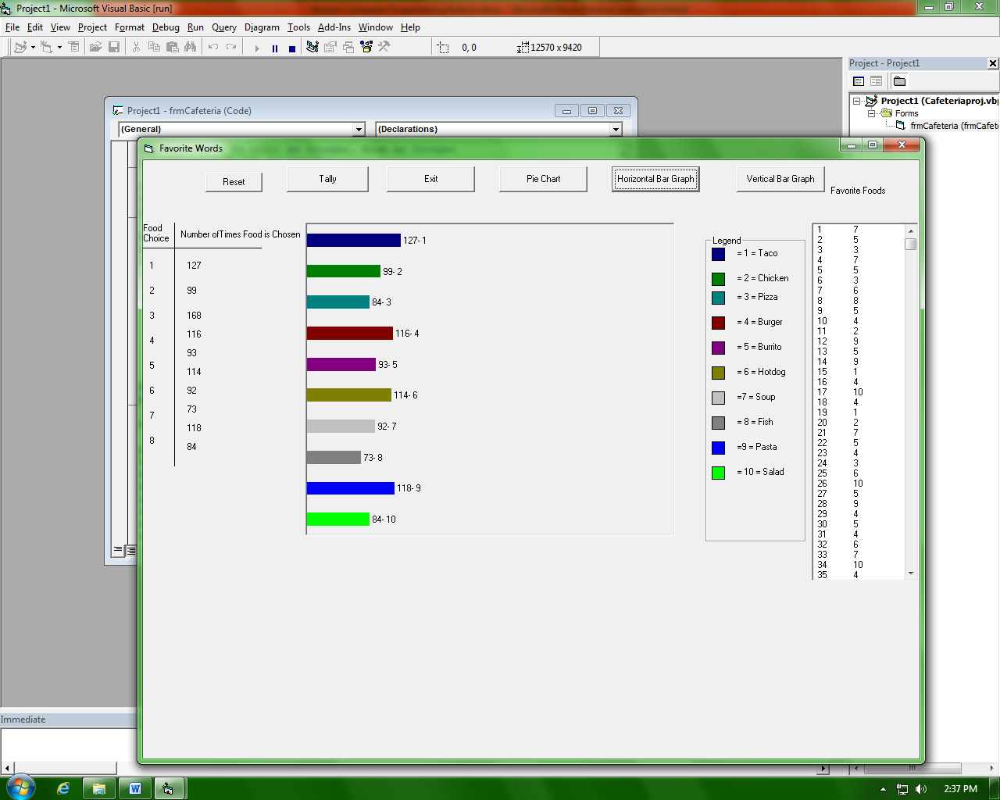 Project1 - Microsoft Visual Basic [run]
File Edit View Project Format Debug Run Query Diagram Tools Add-Ins Window Help
0, 0 12570 x 9420
Project - Project1
Project1 (Cafeteriaproj.vbp
Forms
frmCafeteria (frmCafet
Project1 - frmCafeteria (Code)
(General) (Declarations)
Favorite Words
Reset Tally Exit Pie Chart Horizontal Bar Graph Vertical Bar Graph
Favorite Foods
Food
Choice
Number ofTimes Food is Chosen
1 127
2 99
3 168
4 116
5 93
6 114
7 92
8 73
118
84
127- 1
99- 2
84- 3
116- 4
93- 5
114- 6
92- 7
73- 8
118- 9
84- 10
Legend
= 1 = Taco
= 2 = Chicken
= 3 = Pizza
= 4 = Burger
= 5 = Burrito
= 6 = Hotdog
=7 = Soup
= 8 = Fish
=9 = Pasta
= 10 = Salad
1 7
2 5
3 3
4 7
5 5
6 3
7 6
8 8
9 5
10 4
11 2
12 9
13 5
14 9
15 1
16 4
17 10
18 4
19 1
20 2
21 7
22 5
23 4
24 3
25 6
26 10
27 5
28 9
29 4
30 5
31 4
32 6
33 7
34 10
35 4
Immediate
2:37 PM